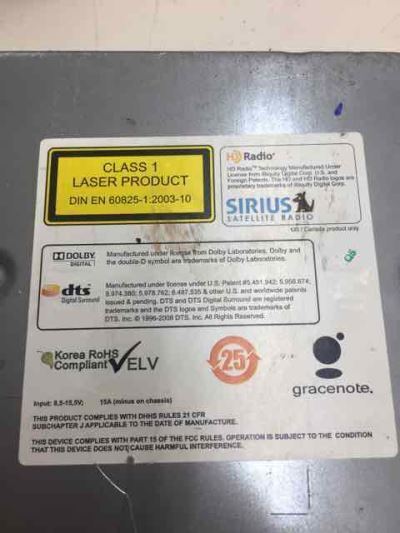 CLASS 1
LASER PRODUCT
DIN EN 60825-1:2003-10
HD Radio™
HD Radio™ Technology Manufactured Under
License from iBiquity Digital Corp. U.S. and
Foreign Patents. The HD and HD Radio logos are
proprietary trademarks of iBiquity Digital Corp.
SIRIUS
SATELLITE RADIO
US / Canada product only
DOLBY
DIGITAL
Manufactured under license from Dolby Laboratories. Dolby and
the double-D symbol are trademarks of Dolby Laboratories.
dts
Digital Surround
Manufactured under license under U.S. Patent #5,451,942; 5,956,674;
5,974,380; 5,978,762; 6,487,535 & other U.S. and worldwide patents
issued & pending. DTS and DTS Digital Surround are registered
trademarks and the DTS logos and Symbols are trademarks of
DTS, Inc. © 1996-2008 DTS, Inc. All Rights Reserved.
Korea RoHS
Compliant
ELV
25
gracenote.
Input: 8,5-15,5V; 15A (minus on chassis)
THIS PRODUCT COMPLIES WITH DHHS RULES 21 CFR
SUBCHAPTER J APPLICABLE TO THE DATE OF MANUFACTURE.
THIS DEVICE COMPLIES WITH PART 15 OF THE FCC RULES. OPERATION IS SUBJECT TO THE CONDITION
THAT THIS DEVICE DOES NOT CAUSE HARMFUL INTERFERENCE.